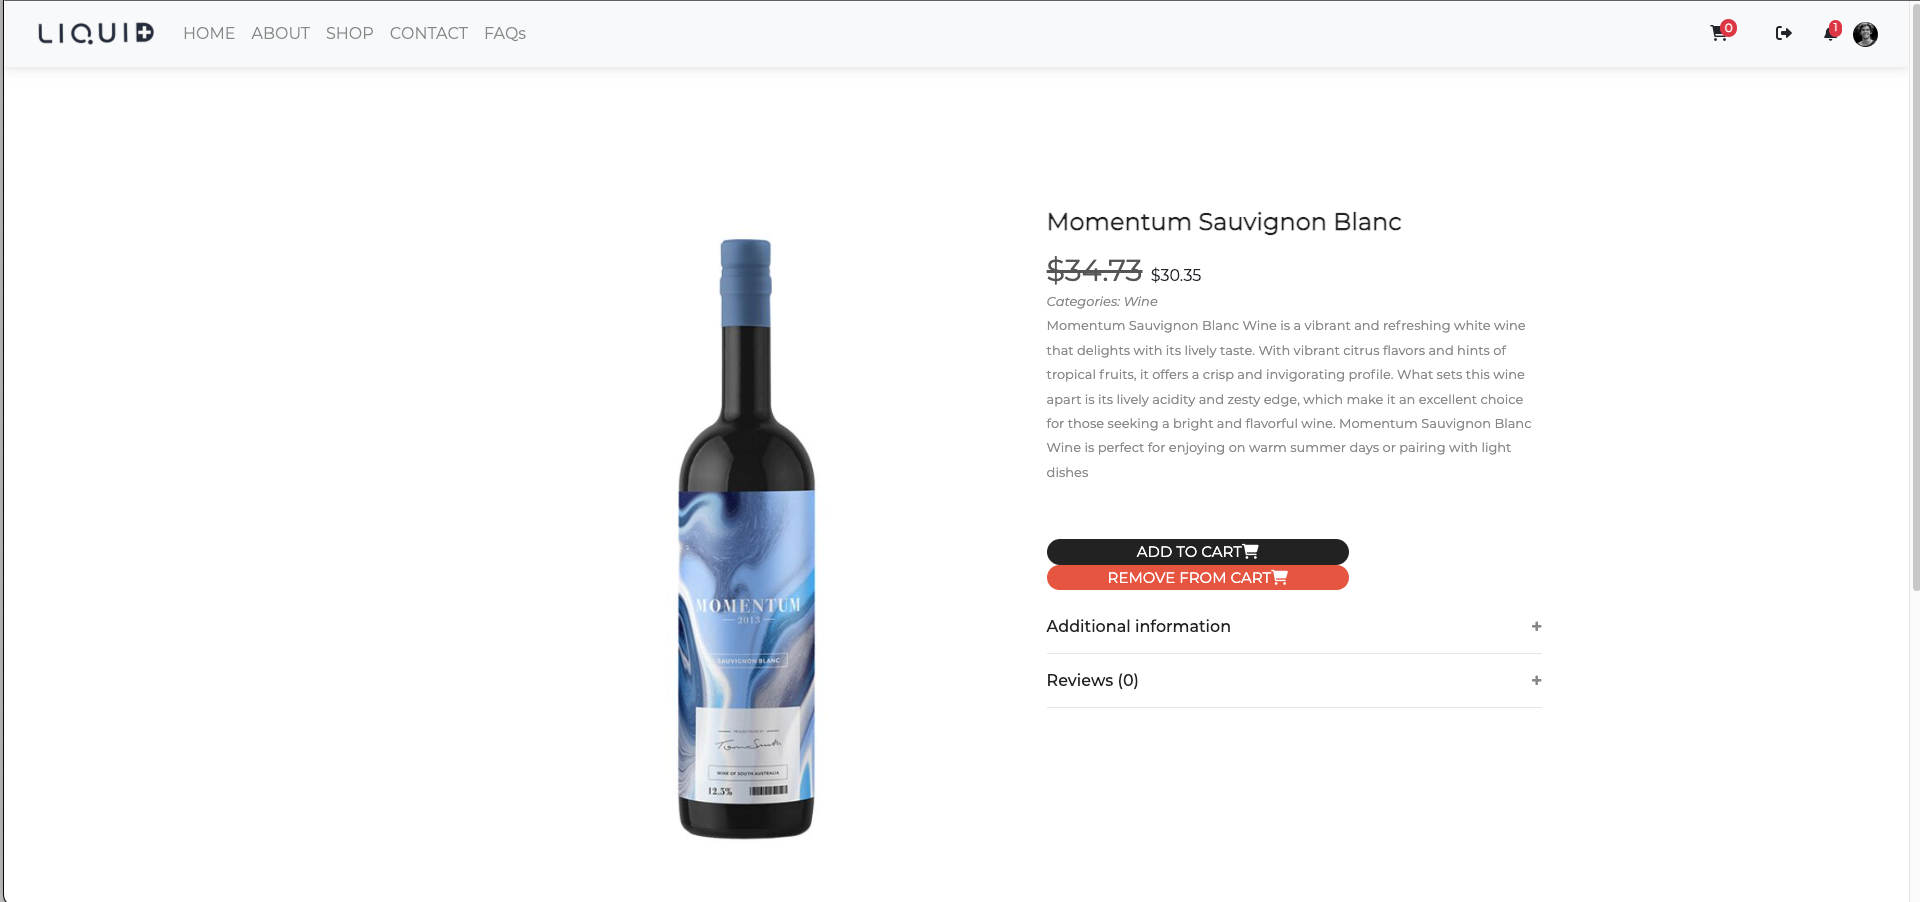 LIQUID
HOME ABOUT SHOP CONTACT FAQs
0
1
Momentum Sauvignon Blanc
$34.73 $30.35
Categories: Wine
Momentum Sauvignon Blanc Wine is a vibrant and refreshing white wine
that delights with its lively taste. With vibrant citrus flavors and hints of
tropical fruits, it offers a crisp and invigorating profile. What sets this wine
apart is its lively acidity and zesty edge, which make it an excellent choice
for those seeking a bright and flavorful wine. Momentum Sauvignon Blanc
Wine is perfect for enjoying on warm summer days or pairing with light
dishes
ADD TO CART
REMOVE FROM CART
Additional information +
Reviews (0) +
MOMENTUM
2013
SAUVIGNON BLANC
Tom Smith
WINE OF SOUTH AUSTRALIA
12.5%